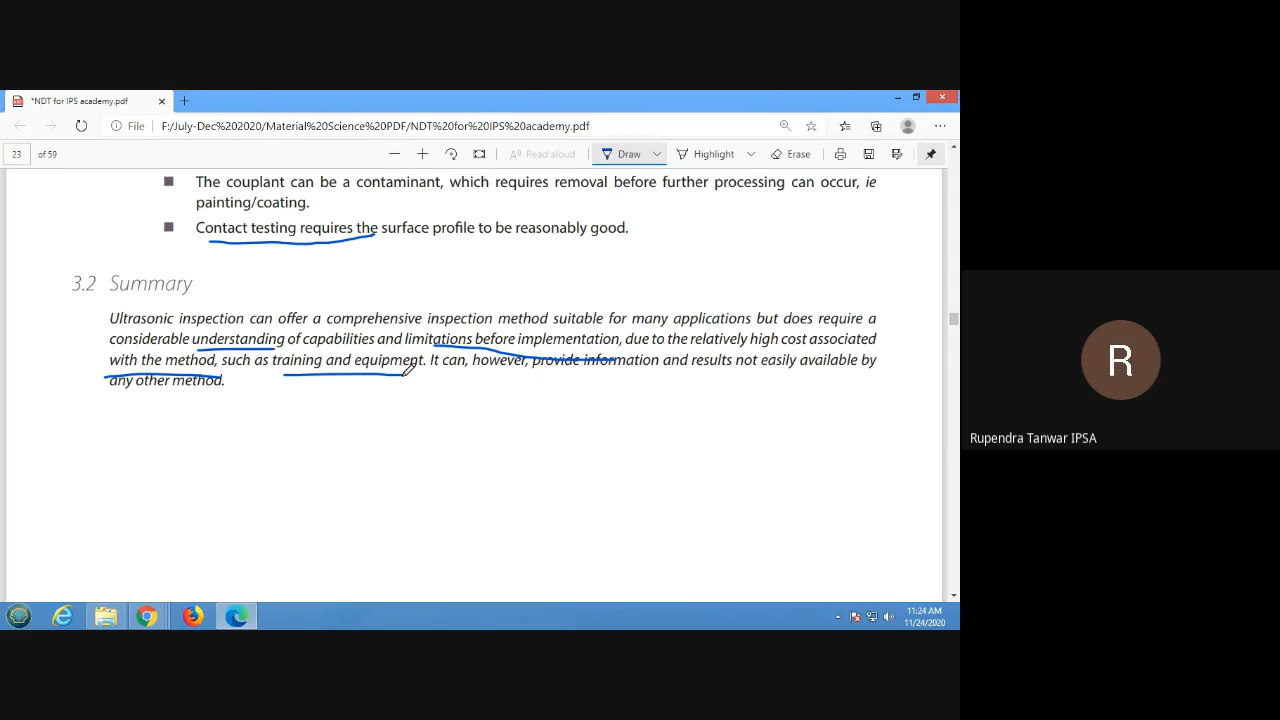 *NDT for IPS academy.pdf
File F:/July-Dec%202020/Material%20Science%20PDF/NDT%20for%20IPS%20academy.pdf
23 of 59 Read aloud Draw Highlight Erase
The couplant can be a contaminant, which requires removal before further processing can occur, ie
painting/coating.
Contact testing requires the surface profile to be reasonably good.
3.2 Summary
Ultrasonic inspection can offer a comprehensive inspection method suitable for many applications but does require a
considerable understanding of capabilities and limitations before implementation, due to the relatively high cost associated
with the method, such as training and equipment. It can, however, provide information and results not easily available by
any other method.
R
Rupendra Tanwar IPSA
11:24 AM
11/24/2020